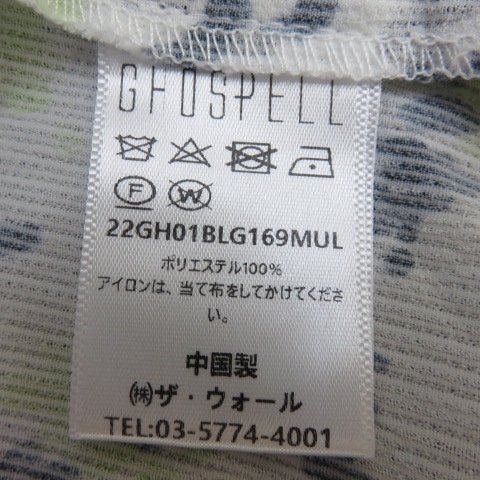 GHOSPELL
F W
22GH01BLG169MUL
ポリエステル100%
アイロンは、当て布をしてかけてくださ
い。
中国製
㈱ザ・ウォール
TEL:03-5774-4001